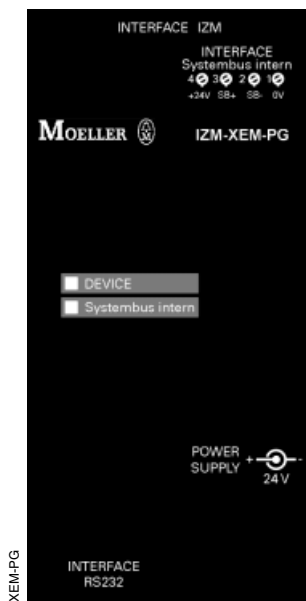 INTERFACE IZM
INTERFACE
Systembus intern
4 3 2 1
+24V SB+ SB- 0V
MOELLER
IZM-XEM-PG
DEVICE
Systembus intern
POWER
SUPPLY
+ -
24V
INTERFACE
RS232
XEM-PG